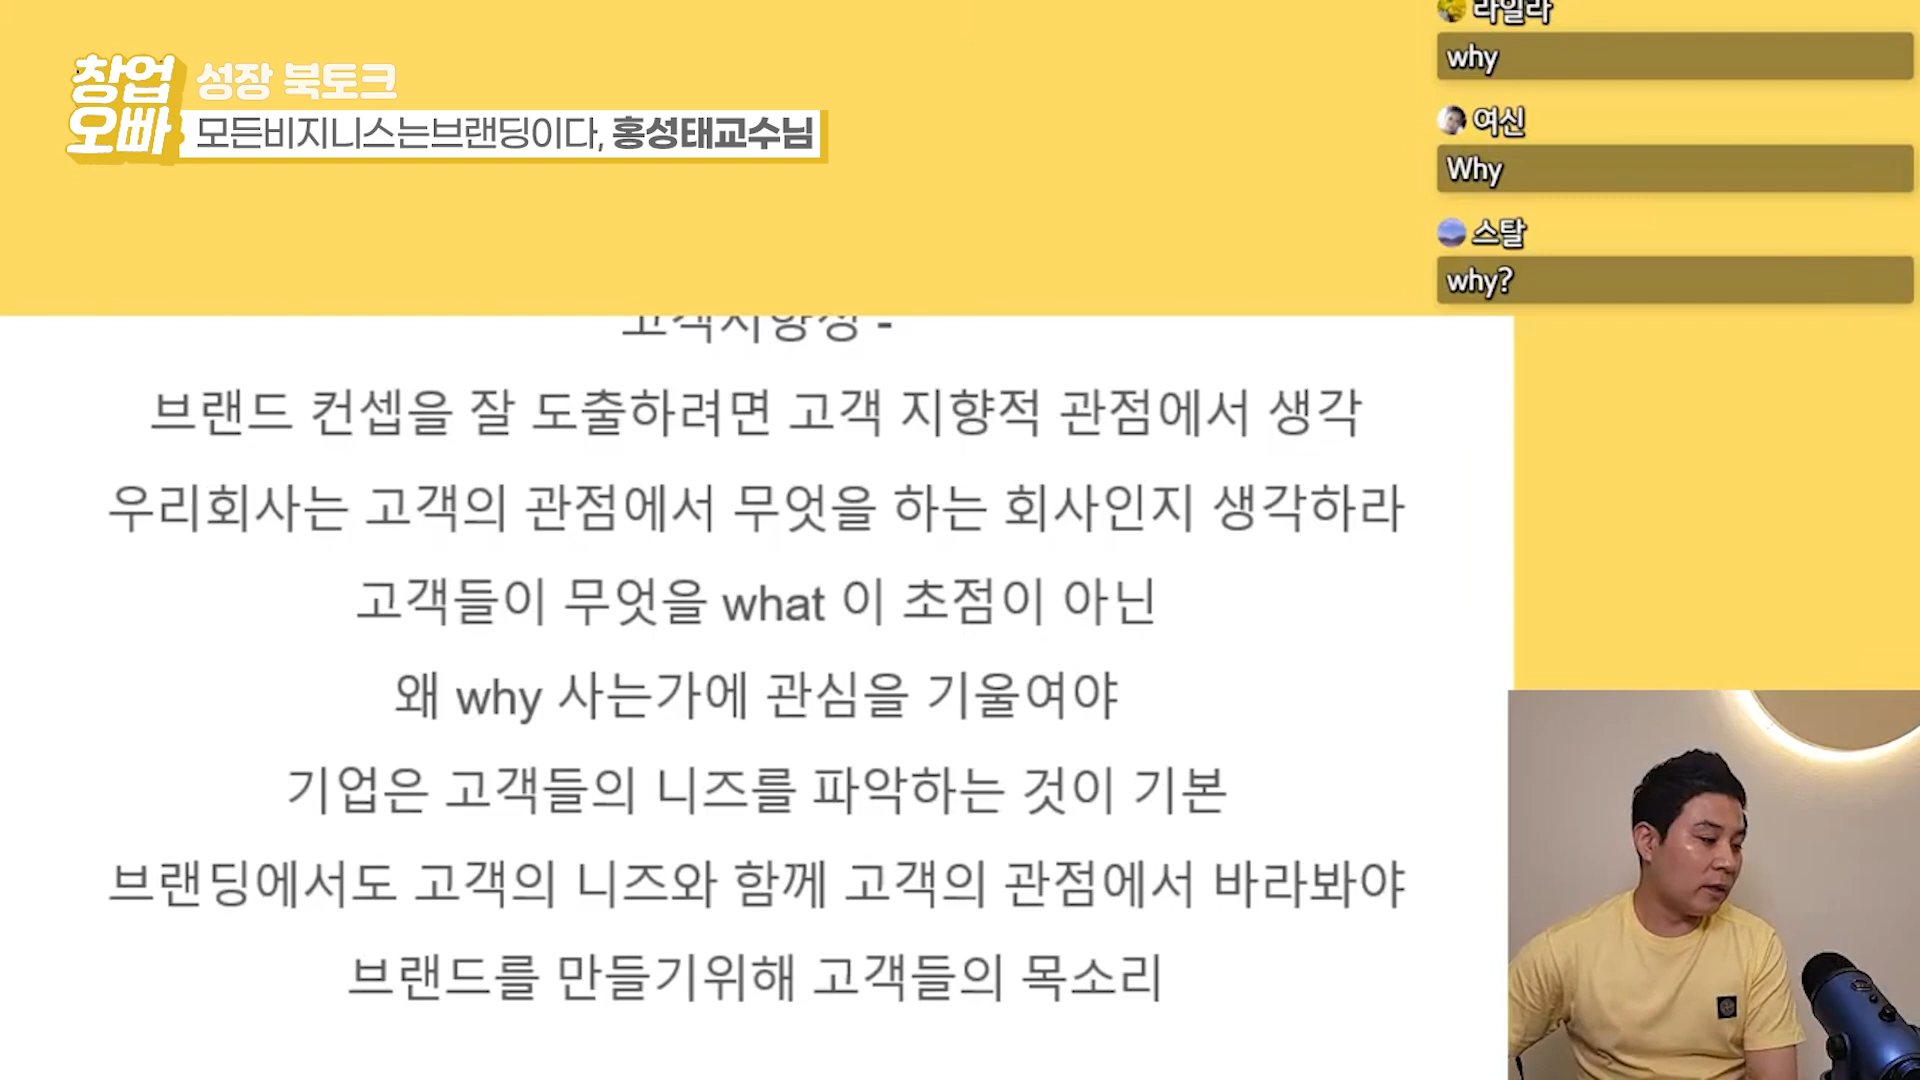 창업
오빠
성장 북토크
모든비지니스는브랜딩이다, 홍성태교수님
라일라
why
여신
Why
스탈
why?
고객지향성 -
브랜드 컨셉을 잘 도출하려면 고객 지향적 관점에서 생각
우리회사는 고객의 관점에서 무엇을 하는 회사인지 생각하라
고객들이 무엇을 what 이 초점이 아닌
왜 why 사는가에 관심을 기울여야
기업은 고객들의 니즈를 파악하는 것이 기본
브랜딩에서도 고객의 니즈와 함께 고객의 관점에서 바라봐야
브랜드를 만들기위해 고객들의 목소리